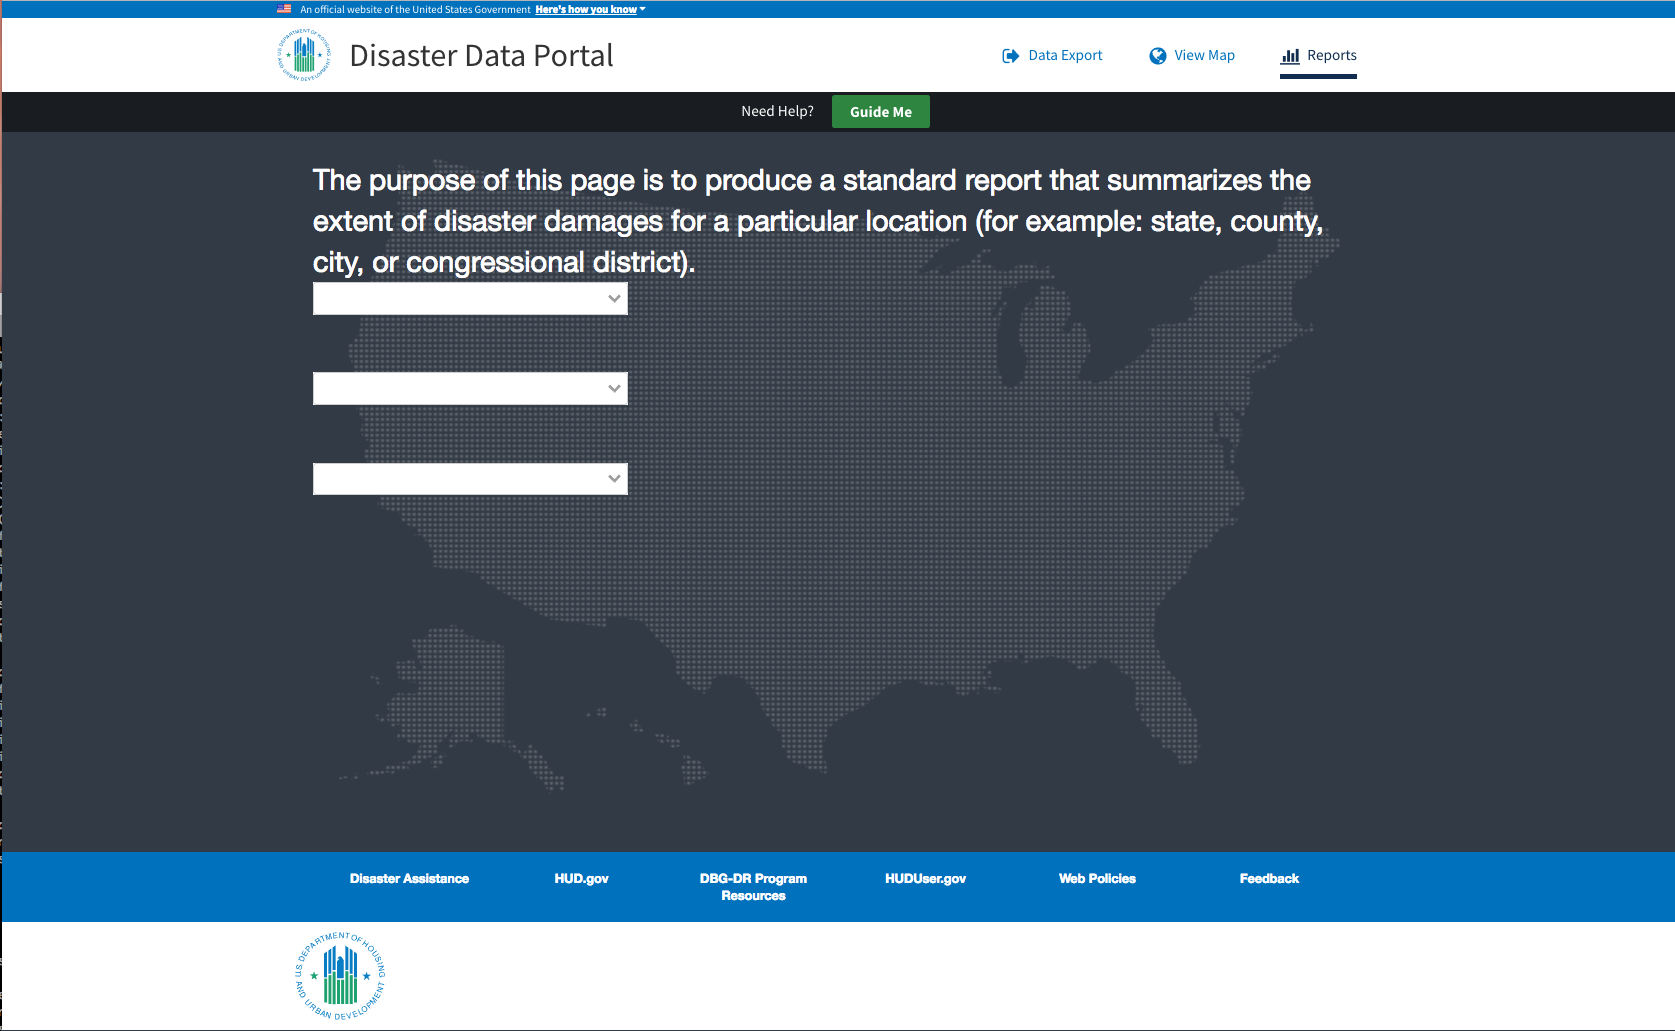 An official website of the United States Government Here's how you know
U.S. DEPARTMENT OF HOUSING AND URBAN DEVELOPMENT
Disaster Data Portal
Data Export
View Map
Reports
Need Help?
Guide Me
The purpose of this page is to produce a standard report that summarizes the
extent of disaster damages for a particular location (for example: state, county,
city, or congressional district).
Disaster Assistance
HUD.gov
DBG-DR Program
Resources
HUDUser.gov
Web Policies
Feedback
U.S. DEPARTMENT OF HOUSING
AND URBAN DEVELOPMENT